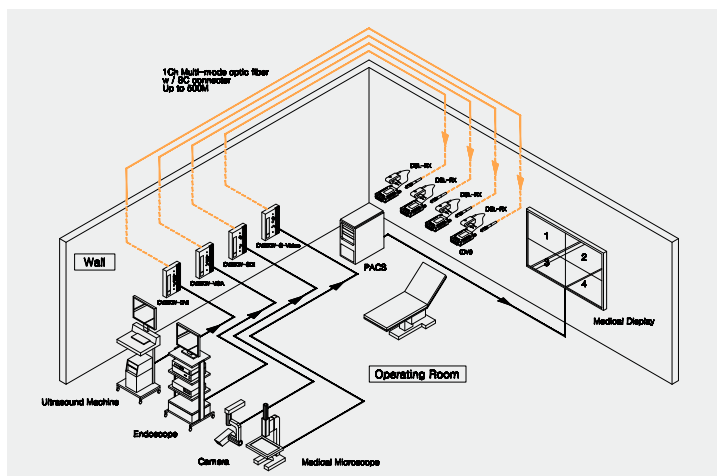 1Ch Multi-mode optic fiber
w / SC connector
Up to 500M
DSL-RX
DSL-RX
DSL-RX
DSL-RX
Wall
PACS
1
2
3
4
Medical Display
Operating Room
Ultrasound Machine
Endoscope
Camera
Medical Microscope